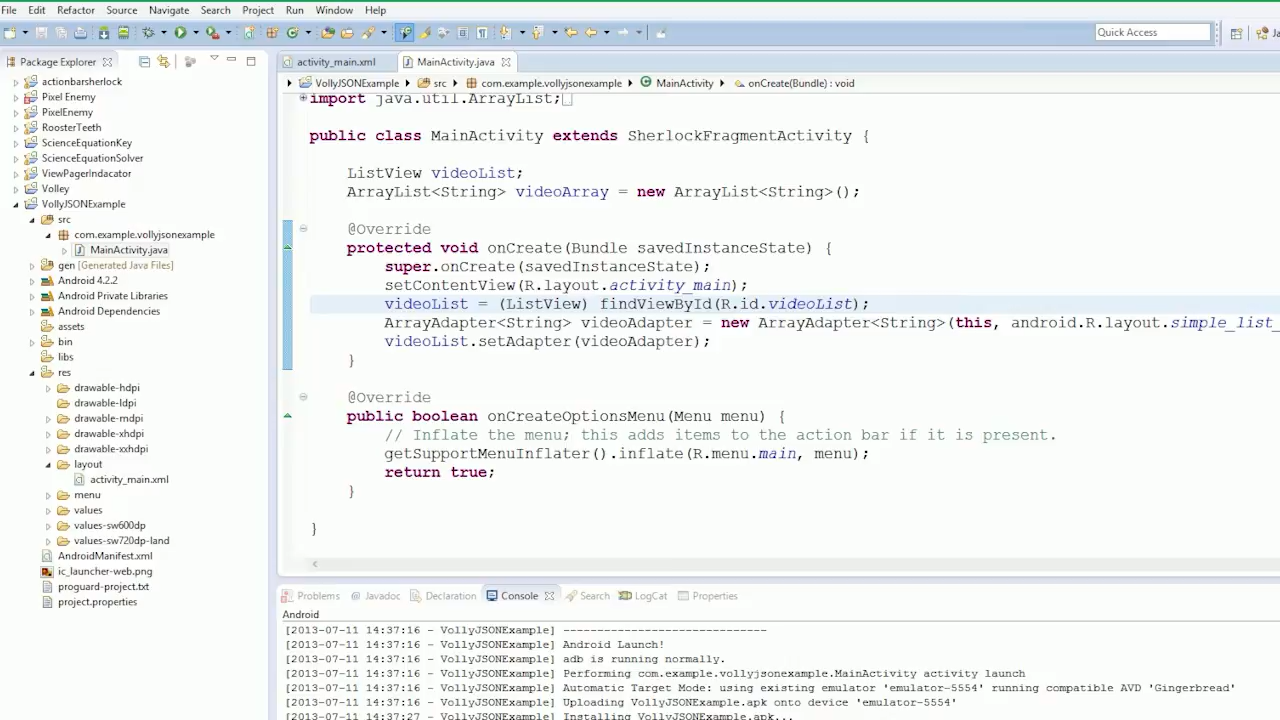 File Edit Refactor Source Navigate Search Project Run Window Help
Quick Access
Package Explorer
activity_main.xml
MainActivity.java
actionbarsherlock
Pixel Enemy
PixelEnemy
RoosterTeeth
ScienceEquationKey
ScienceEquationSolver
ViewPagerIndacator
Volley
VollyJSONExample
src
com.example.vollyjsonexample
MainActivity.java
gen [Generated Java Files]
Android 4.2.2
Android Private Libraries
Android Dependencies
assets
bin
libs
res
drawable-hdpi
drawable-ldpi
drawable-mdpi
drawable-xhdpi
drawable-xxhdpi
layout
activity_main.xml
menu
values
values-sw600dp
values-sw720dp-land
AndroidManifest.xml
ic_launcher-web.png
proguard-project.txt
project.properties
VollyJSONExample src com.example.vollyjsonexample MainActivity onCreate(Bundle) : void
import java.util.ArrayList;
public class MainActivity extends SherlockFragmentActivity {
ListView videoList;
ArrayList<String> videoArray = new ArrayList<String>();
@Override
protected void onCreate(Bundle savedInstanceState) {
super.onCreate(savedInstanceState);
setContentView(R.layout.activity_main);
videoList = (ListView) findViewById(R.id.videoList);
ArrayAdapter<String> videoAdapter = new ArrayAdapter<String>(this, android.R.layout.simple_list_
videoList.setAdapter(videoAdapter);
}
@Override
public boolean onCreateOptionsMenu(Menu menu) {
// Inflate the menu; this adds items to the action bar if it is present.
getSupportMenuInflater().inflate(R.menu.main, menu);
return true;
}
}
Problems @ Javadoc Declaration Console Search LogCat Properties
Android
[2013-07-11 14:37:16 - VollyJSONExample] ------------------------------
[2013-07-11 14:37:16 - VollyJSONExample] Android Launch!
[2013-07-11 14:37:16 - VollyJSONExample] adb is running normally.
[2013-07-11 14:37:16 - VollyJSONExample] Performing com.example.vollyjsonexample.MainActivity activity launch
[2013-07-11 14:37:16 - VollyJSONExample] Automatic Target Mode: using existing emulator 'emulator-5554' running compatible AVD 'Gingerbread'
[2013-07-11 14:37:16 - VollyJSONExample] Uploading VollyJSONExample.apk onto device 'emulator-5554'
[2013-07-11 14:37:27 - VollyJSONExample] Installing VollyJSONExample.apk...